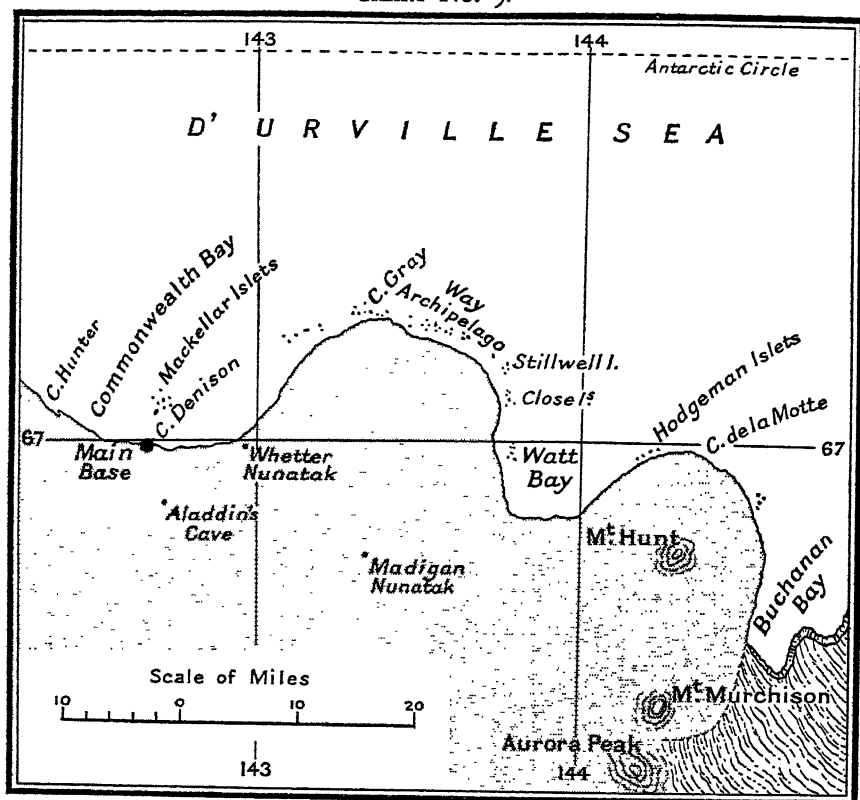 143
144
Antarctic Circle
D' URVILLE SEA
C. Hunter
Commonwealth Bay
Mackellar Islets
C. Denison
C. Gray
Way
Archipelago
Stillwell I.
Close Is
Hodgeman Islets
C. de la Motte
67
67
Main
Base
Whetter
Nunatak
Watt
Bay
Aladdin's
Cave
Mt. Hunt
Madigan
Nunatak
Buchanan
Bay
Scale of Miles
10 0 10 20
Mt. Murchison
Aurora Peak
143
144